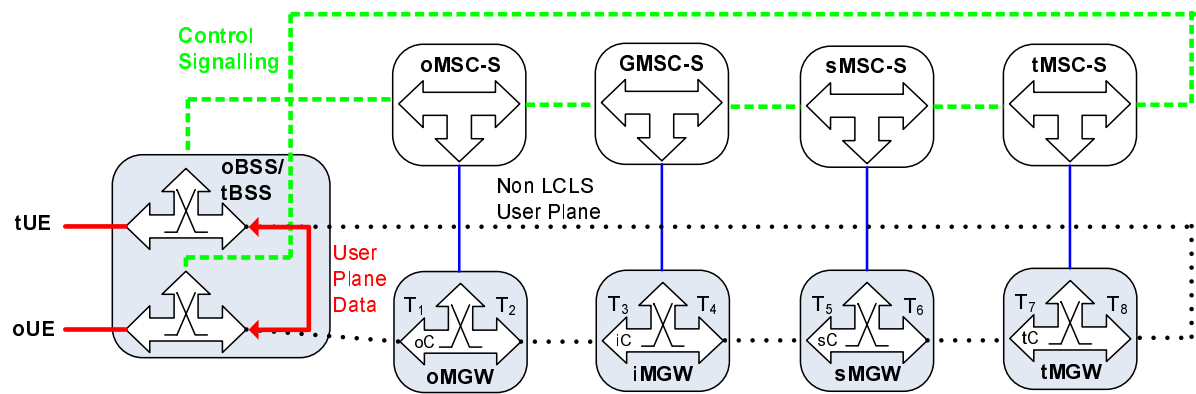 Control
Signalling
oMSC-S
GMSC-S
sMSC-S
tMSC-S
oBSS/
tBSS
Non LCLS
User Plane
tUE
User
Plane
Data
oUE
T1 T2
oC
oMGW
T3 T4
iC
iMGW
T5 T6
sC
sMGW
T7 T8
tC
tMGW